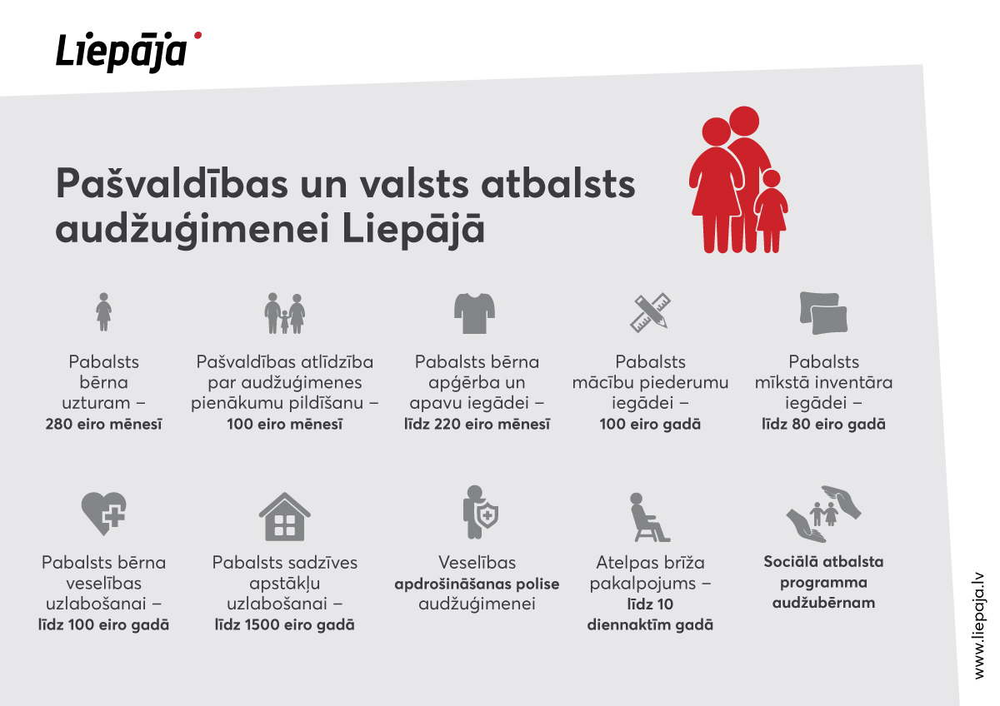 Liepāja
Pašvaldības un valsts atbalsts
audžuģimenei Liepājā
Pabalsts
bērna
uzturam –
280 eiro mēnesī
Pašvaldības atlīdzība
par audžuģimenes
pienākumu pildīšanu –
100 eiro mēnesī
Pabalsts bērna
apģērba un
apavu iegādei –
līdz 220 eiro mēnesī
Pabalsts
mācību piederumu
iegādei –
100 eiro gadā
Pabalsts
mīkstā inventāra
iegādei –
līdz 80 eiro gadā
Pabalsts bērna
veselības
uzlabošanai –
līdz 100 eiro gadā
Pabalsts sadzīves
apstākļu
uzlabošanai –
līdz 1500 eiro gadā
Veselības
apdrošināšanas polise
audžuģimenei
Atelpas brīža
pakalpojums –
līdz 10
diennaktīm gadā
Sociālā atbalsta
programma
audžubērnam
www.liepaja.lv